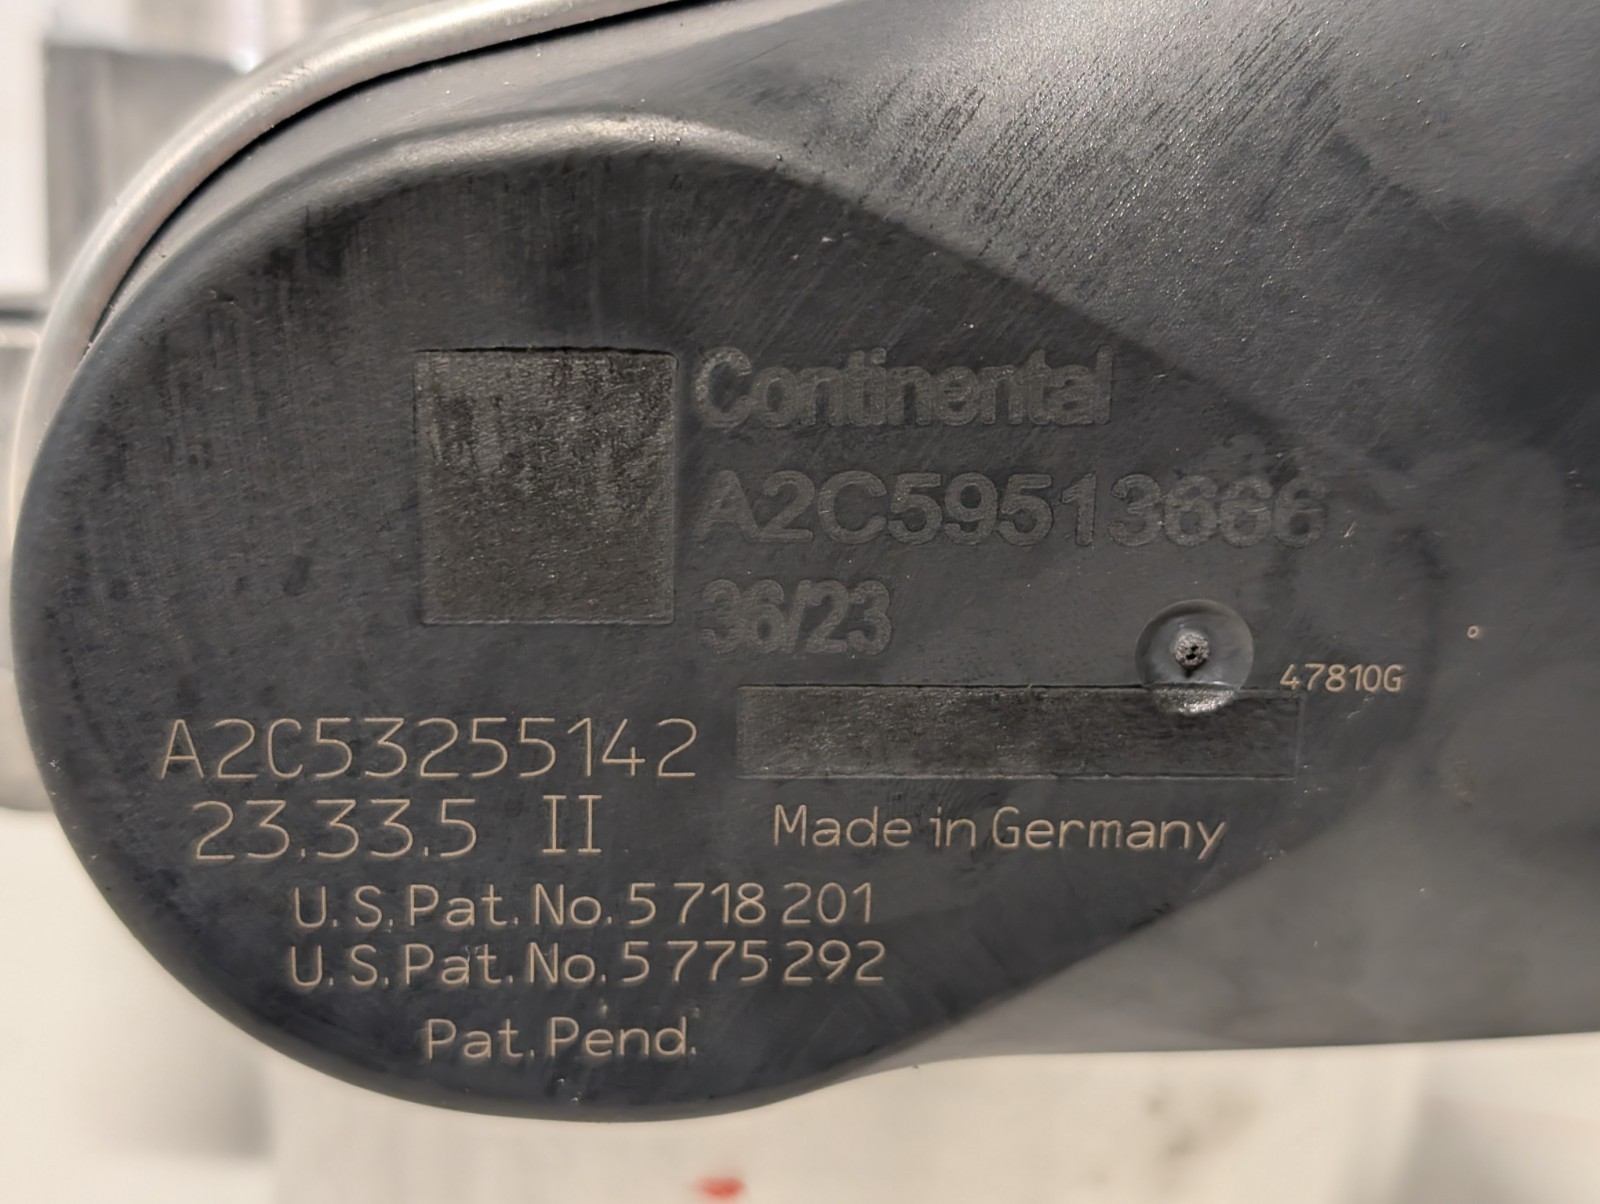 Continental
A2C59513666
36/23
47810G
A2C53255142
23.33.5 II
Made in Germany
U.S.Pat.No.5 718 201
U.S.Pat.No.5 775 292
Pat.Pend.